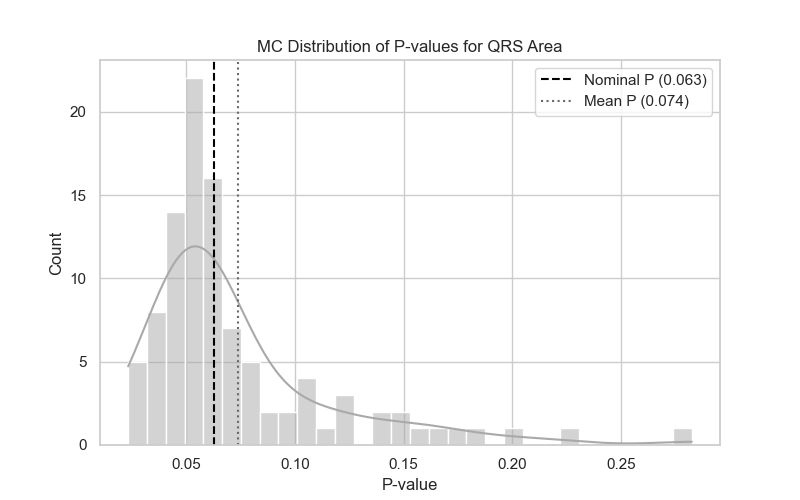 MC Distribution of P-values for QRS Area
Nominal P (0.063)
Mean P (0.074)
Count
20
15
10
5
0
0.05 0.10 0.15 0.20 0.25
P-value